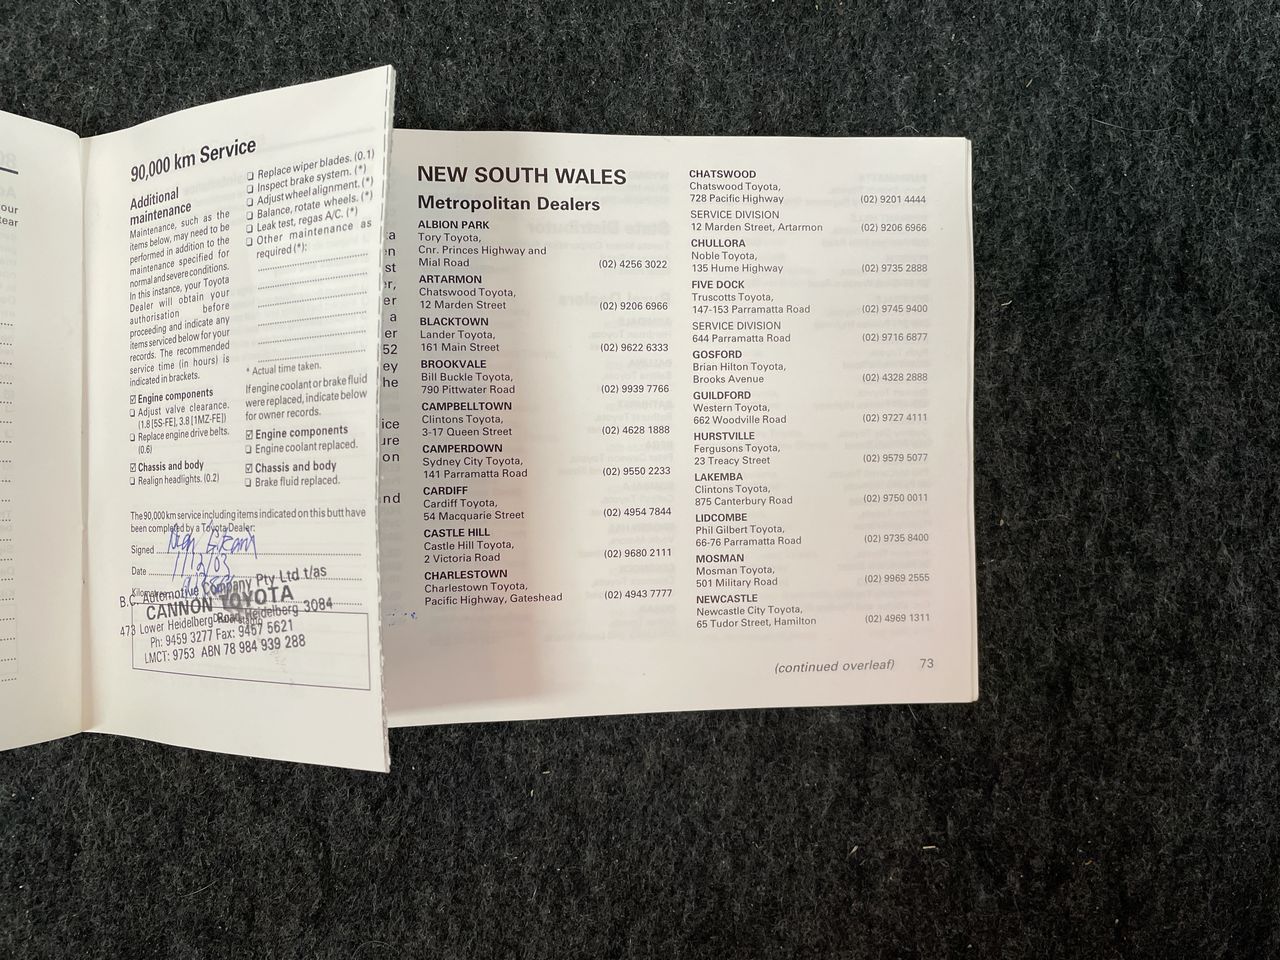 90,000 km Service
Additional
maintenance
Maintenance, such as the
items below, may need to be
performed in addition to the
maintenance specified for
normal and severe conditions.
In this instance, your Toyota
Dealer will obtain your
authorisation before
proceeding and indicate any
items serviced below for your
records. The recommended
service time (in hours) is
indicated in brackets.
☑ Engine components
❏ Adjust valve clearance.
(1.8 [5S-FE], 3.8 [1MZ-FE])
❏ Replace engine drive belts.
(0.6)
☑ Chassis and body
❏ Realign headlights. (0.2)
❏ Replace wiper blades. (0.1)
❏ Inspect brake system. (*)
❏ Adjust wheel alignment. (*)
❏ Balance, rotate wheels. (*)
❏ Leak test, regas A/C. (*)
❏ Other maintenance as
required (*):
* Actual time taken.
If engine coolant or brake fluid
were replaced, indicate below
for owner records.
☑ Engine components
❏ Engine coolant replaced.
☑ Chassis and body
❏ Brake fluid replaced.
The 90,000 km service including items indicated on this butt have
been completed by a Toyota Dealer:
Signed
Date 1/12/03
B.C. Automotive Company Pty Ltd t/as
CANNON TOYOTA
473 Lower Heidelberg Road Heidelberg 3084
Ph: 9459 3277 Fax: 9457 5621
LMCT: 9753 ABN 78 984 939 288
NEW SOUTH WALES
Metropolitan Dealers
ALBION PARK
Tory Toyota,
Cnr. Princes Highway and
Mial Road (02) 4256 3022
ARTARMON
Chatswood Toyota,
12 Marden Street (02) 9206 6966
BLACKTOWN
Lander Toyota,
161 Main Street (02) 9622 6333
BROOKVALE
Bill Buckle Toyota,
790 Pittwater Road (02) 9939 7766
CAMPBELLTOWN
Clintons Toyota,
3-17 Queen Street (02) 4628 1888
CAMPERDOWN
Sydney City Toyota,
141 Parramatta Road (02) 9550 2233
CARDIFF
Cardiff Toyota,
54 Macquarie Street (02) 4954 7844
CASTLE HILL
Castle Hill Toyota,
2 Victoria Road (02) 9680 2111
CHARLESTOWN
Charlestown Toyota,
Pacific Highway, Gateshead (02) 4943 7777
CHATSWOOD
Chatswood Toyota,
728 Pacific Highway (02) 9201 4444
SERVICE DIVISION
12 Marden Street, Artarmon (02) 9206 6966
CHULLORA
Noble Toyota,
135 Hume Highway (02) 9735 2888
FIVE DOCK
Truscotts Toyota,
147-153 Parramatta Road (02) 9745 9400
SERVICE DIVISION
644 Parramatta Road (02) 9716 6877
GOSFORD
Brian Hilton Toyota,
Brooks Avenue (02) 4328 2888
GUILDFORD
Western Toyota,
662 Woodville Road (02) 9727 4111
HURSTVILLE
Fergusons Toyota,
23 Treacy Street (02) 9579 5077
LAKEMBA
Clintons Toyota,
875 Canterbury Road (02) 9750 0011
LIDCOMBE
Phil Gilbert Toyota,
66-76 Parramatta Road (02) 9735 8400
MOSMAN
Mosman Toyota,
501 Military Road (02) 9969 2555
NEWCASTLE
Newcastle City Toyota,
65 Tudor Street, Hamilton (02) 4969 1311
(continued overleaf) 73